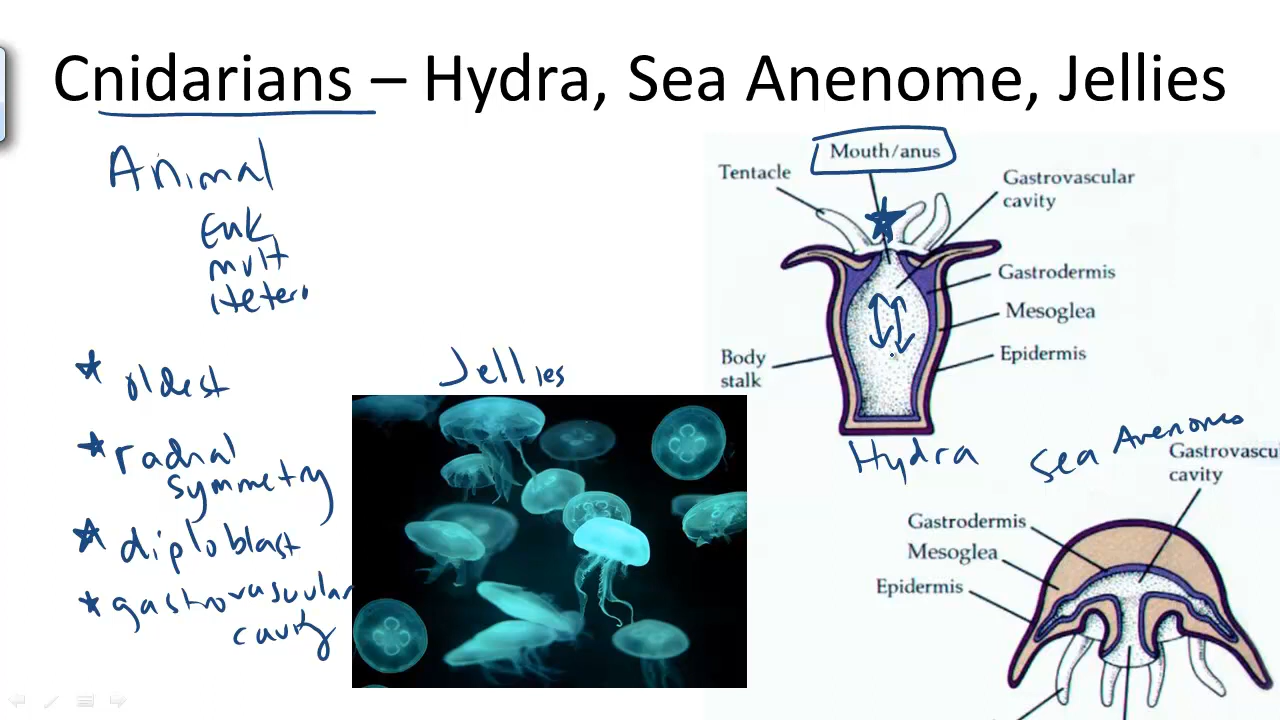 Cnidarians – Hydra, Sea Anenome, Jellies
Animal
Euk
mult
Hetero
★ oldest
★ radial
symmetry
★ diploblast
★ gastrovascular
cavity
Jellies
Mouth/anus
Tentacle
Gastrovascular
cavity
Gastrodermis
Mesoglea
Epidermis
Body
stalk
Hydra
Sea Anenome
Gastrovascu
cavity
Gastrodermis
Mesoglea
Epidermis